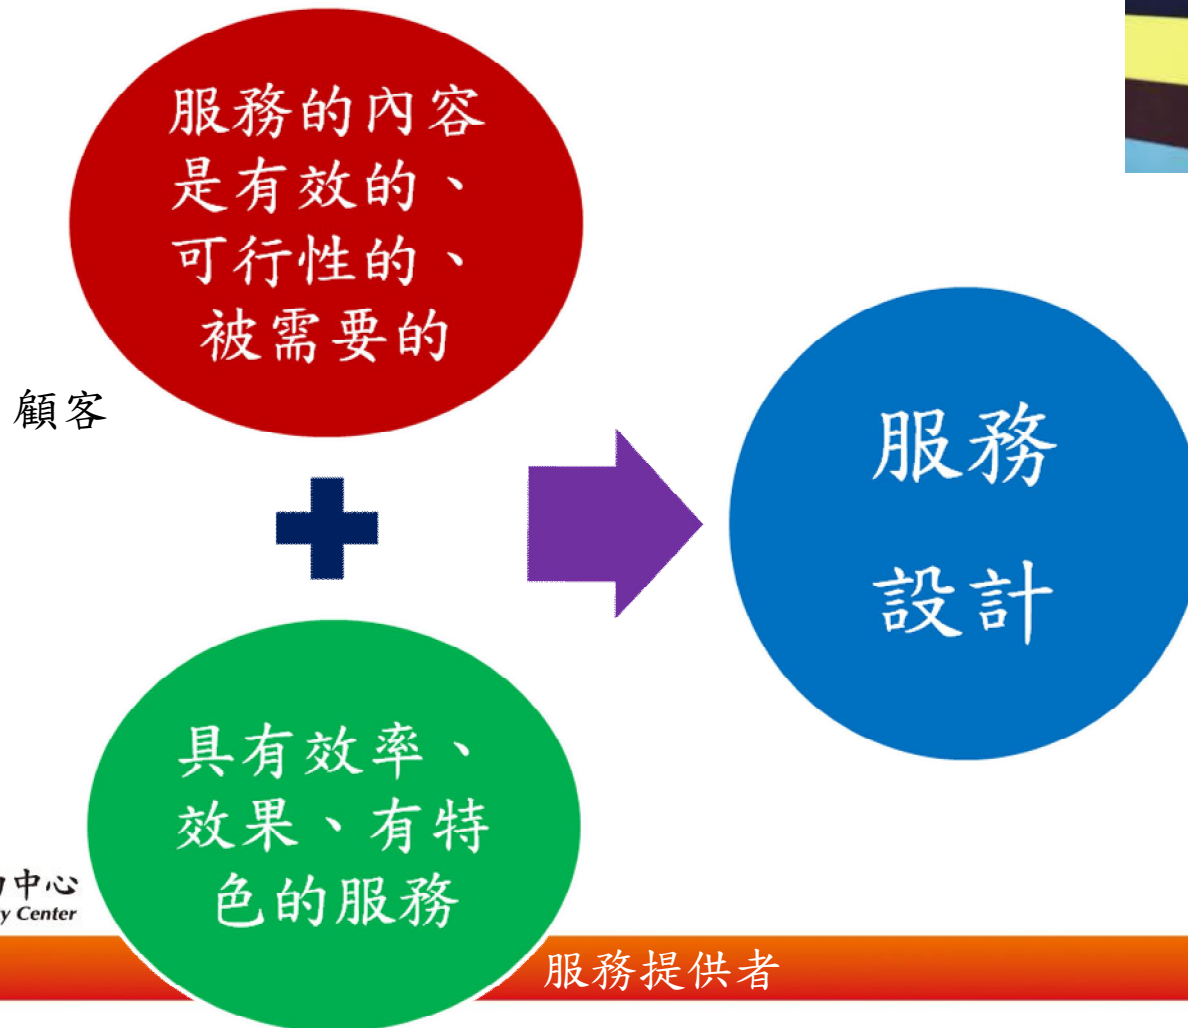 服務的內容
是有效的、
可行性的、
被需要的
顧客
服務
設計
具有效率、
效果、有特
色的服務
中心
y Center
服務提供者